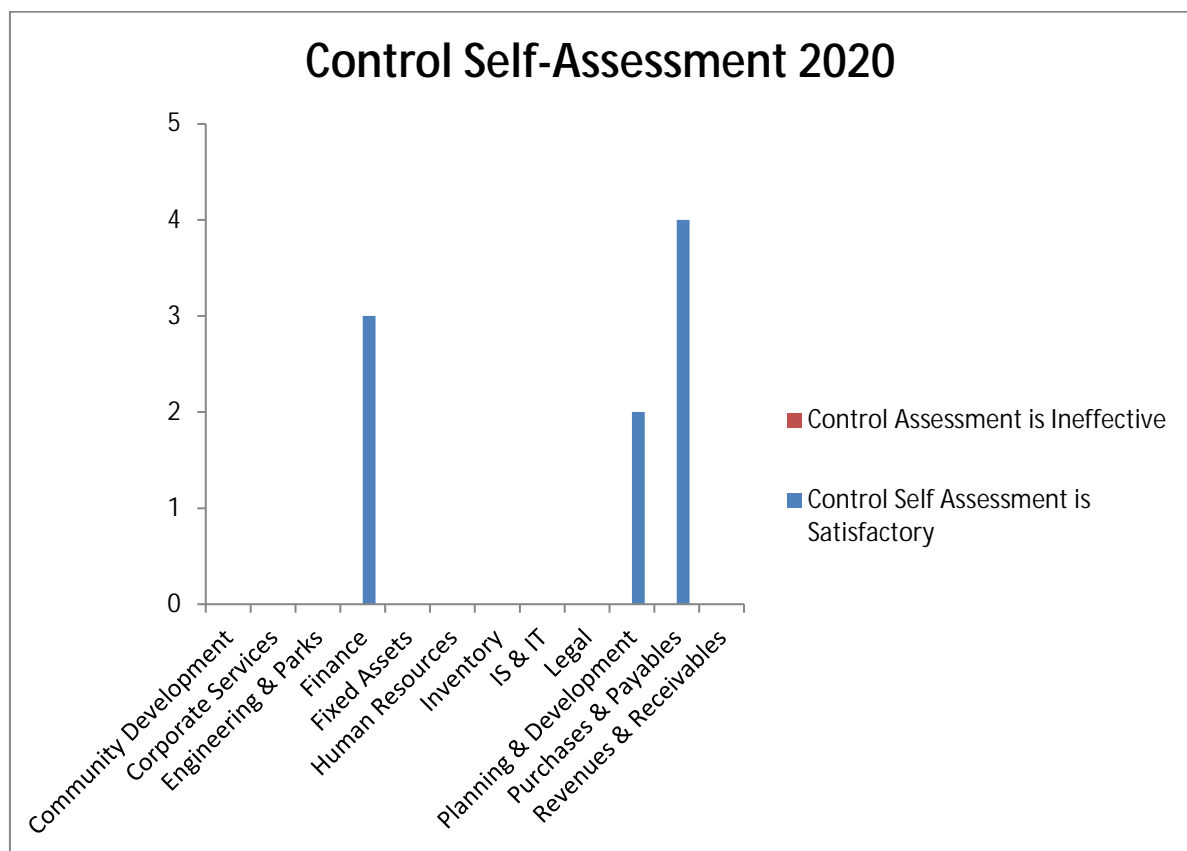 Control Self-Assessment 2020
5
4
3
2
1
0
Community Development
Corporate Services
Engineering & Parks
Finance
Fixed Assets
Human Resources
Inventory
IS & IT
Legal
Planning & Development
Purchases & Payables
Revenues & Receivables
Control Assessment is Ineffective
Control Self Assessment is
Satisfactory